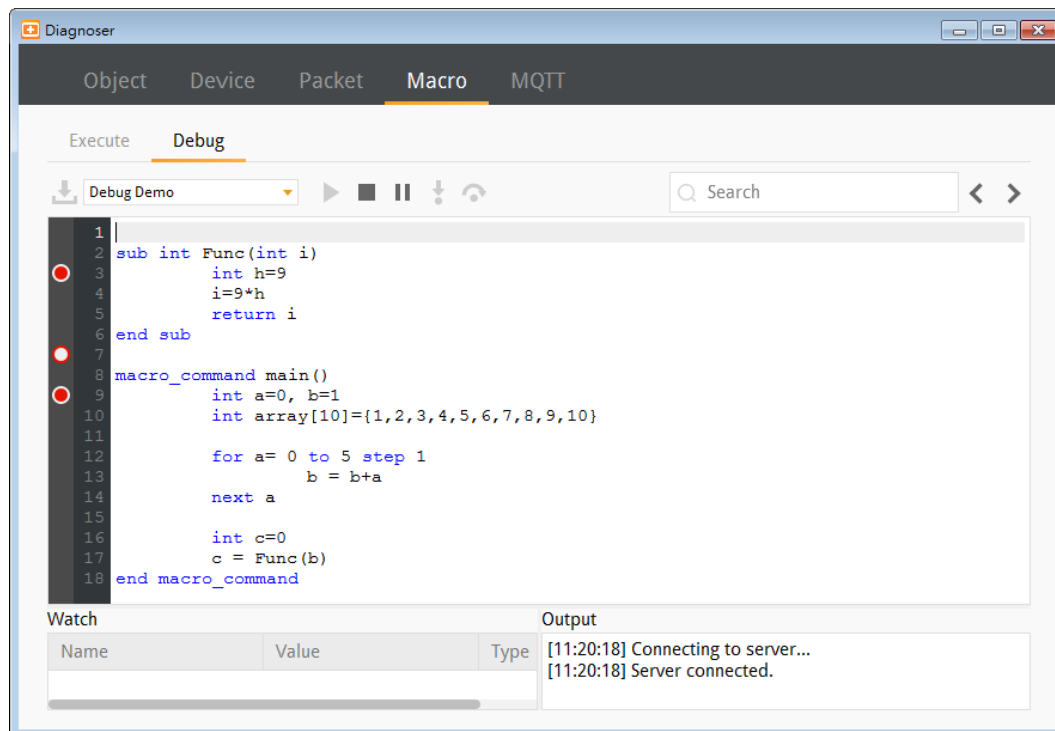 Diagnoser
Object Device Packet Macro MQTT
Execute Debug
Debug Demo Search
1
2 sub int Func(int i)
3 int h=9
4 i=9*h
5 return i
6 end sub
7
8 macro_command main()
9 int a=0, b=1
10 int array[10]={1,2,3,4,5,6,7,8,9,10}
11
12 for a= 0 to 5 step 1
13 b = b+a
14 next a
15
16 int c=0
17 c = Func(b)
18 end macro_command
Watch
Name Value Type
Output
[11:20:18] Connecting to server...
[11:20:18] Server connected.